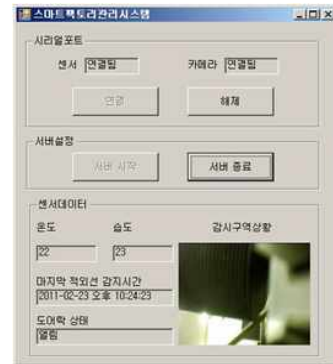 스마트팩토리관리시스템
시리얼포트
센서 연결됨 카메라 연결됨
연결 해제
서버설정
서버 시작 서버 종료
센서데이터
온도 습도 감시구역상황
22 23
마지막 적외선 감지시간
2011-02-23 오후 10:24:23
도어락 상태
열림